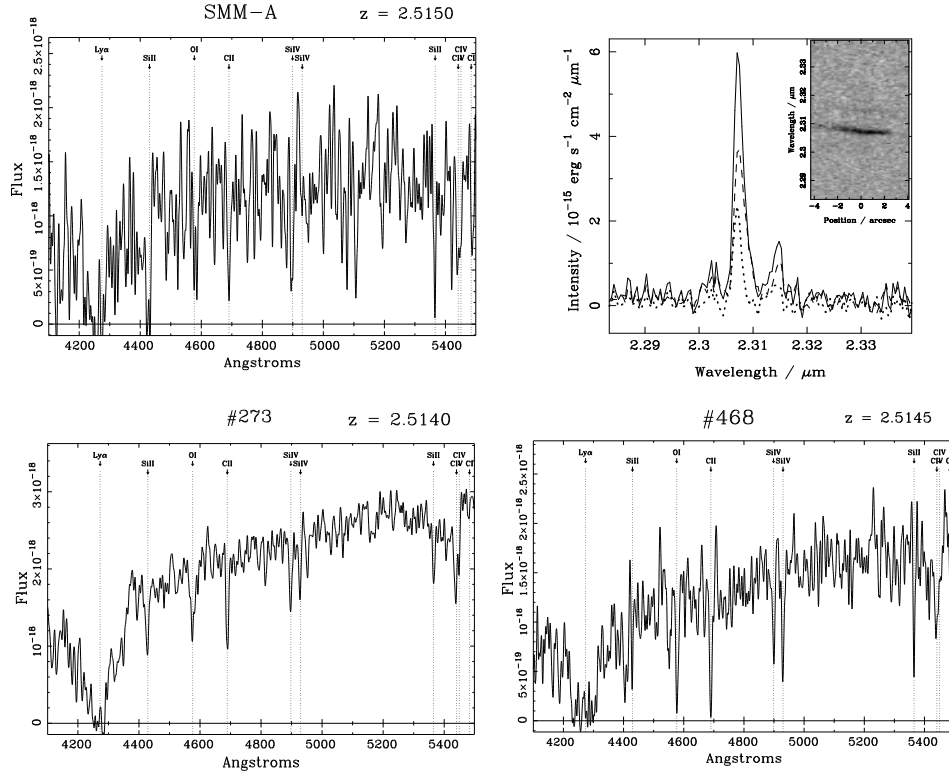 SMM-A z = 2.5150
Lyα SiII OI CII SiIV SiIV SiII CIV CIV CI
Flux
2.5×10⁻¹⁸
2×10⁻¹⁸
1.5×10⁻¹⁸
10⁻¹⁸
5×10⁻¹⁹
0
4200 4400 4600 4800 5000 5200 5400
Angstroms
Intensity / 10⁻¹⁵ erg s⁻¹ cm⁻² μm⁻¹
6
4
2
0
2.29 2.3 2.31 2.32 2.33
Wavelength / μm
Wavelength / μm
2.33
2.32
2.31
2.3
2.29
−4 −2 0 2 4
Position / arcsec
#273 z = 2.5140
Lyα SiII OI CII SiIV SiIV SiII CIV CIV CI
Flux
3×10⁻¹⁸
2×10⁻¹⁸
10⁻¹⁸
0
4200 4400 4600 4800 5000 5200 5400
Angstroms
#468 z = 2.5145
Lyα SiII OI CII SiIV SiIV SiII CIV CIV
Flux
2.5×10⁻¹⁸
2×10⁻¹⁸
1.5×10⁻¹⁸
10⁻¹⁸
5×10⁻¹⁹
0
4200 4400 4600 4800 5000 5200 5400
Angstroms